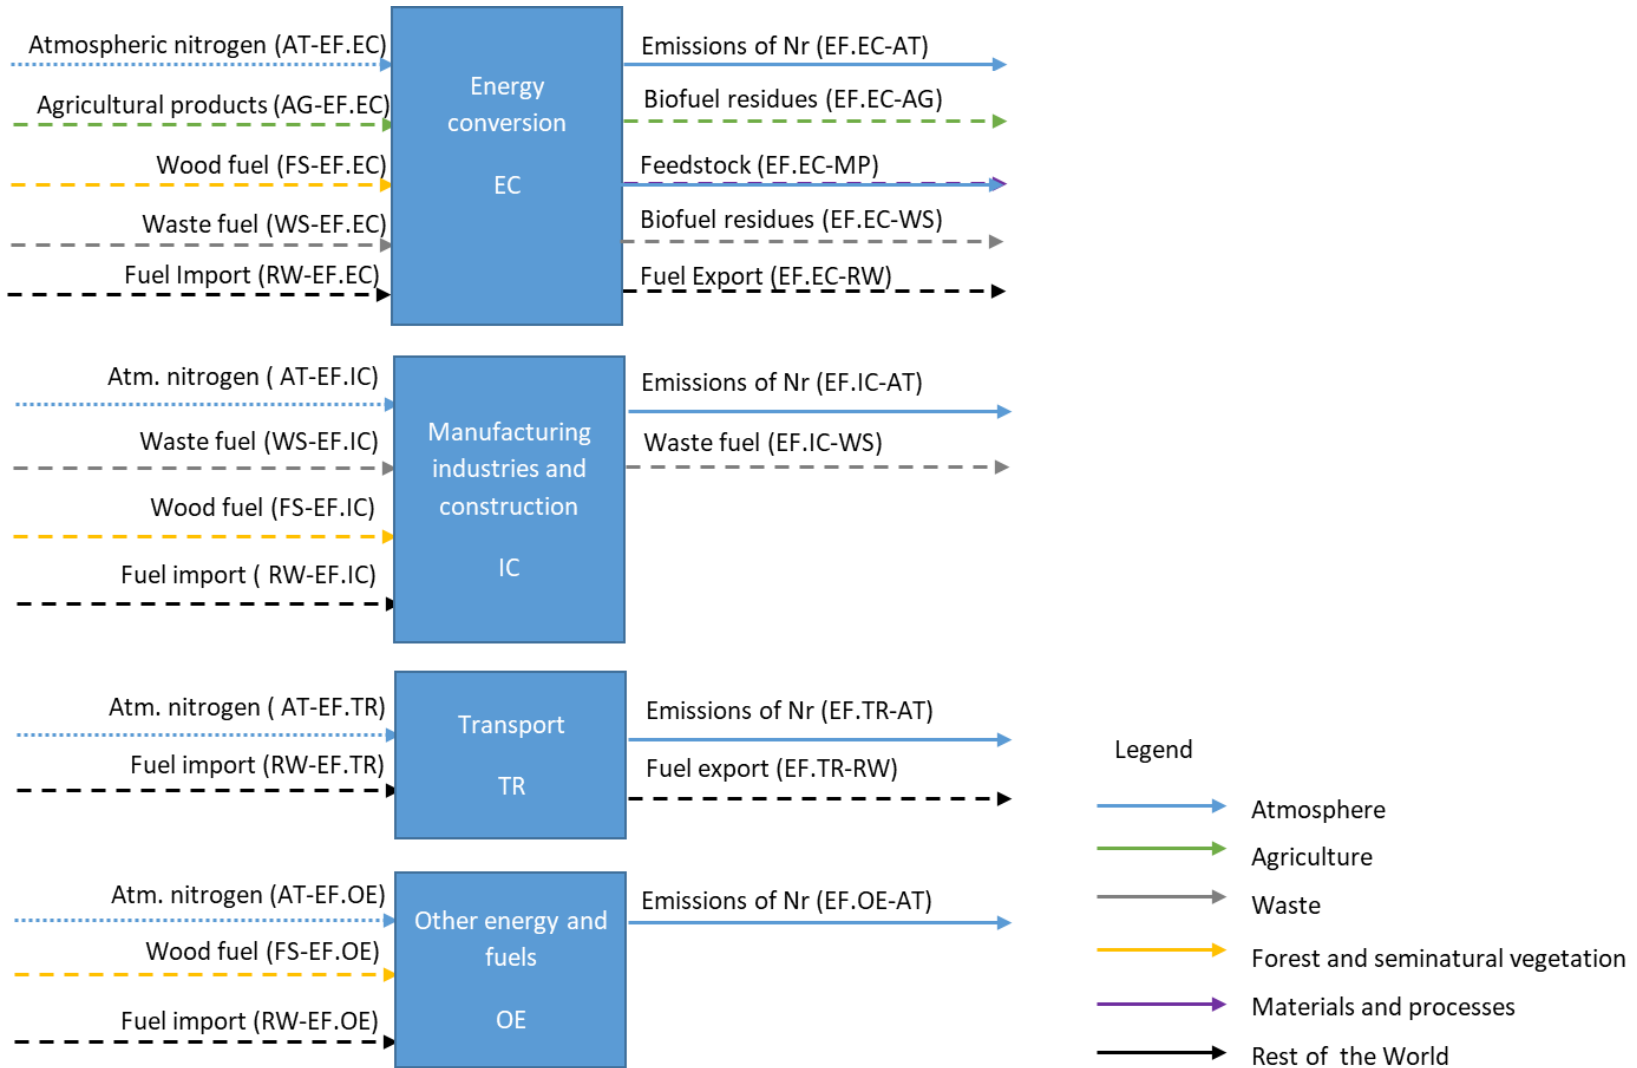 Atmospheric nitrogen (AT-EF.EC)
Agricultural products (AG-EF.EC)
Wood fuel (FS-EF.EC)
Waste fuel (WS-EF.EC)
Fuel Import (RW-EF.EC)
Energy
conversion
EC
Emissions of Nr (EF.EC-AT)
Biofuel residues (EF.EC-AG)
Feedstock (EF.EC-MP)
Biofuel residues (EF.EC-WS)
Fuel Export (EF.EC-RW)
Atm. nitrogen ( AT-EF.IC)
Waste fuel (WS-EF.IC)
Wood fuel (FS-EF.IC)
Fuel import ( RW-EF.IC)
Manufacturing
industries and
construction
IC
Emissions of Nr (EF.IC-AT)
Waste fuel (EF.IC-WS)
Atm. nitrogen ( AT-EF.TR)
Fuel import (RW-EF.TR)
Transport
TR
Emissions of Nr (EF.TR-AT)
Fuel export (EF.TR-RW)
Atm. nitrogen (AT-EF.OE)
Wood fuel (FS-EF.OE)
Fuel import (RW-EF.OE)
Other energy and
fuels
OE
Emissions of Nr (EF.OE-AT)
Legend
Atmosphere
Agriculture
Waste
Forest and seminatural vegetation
Materials and processes
Rest of the World